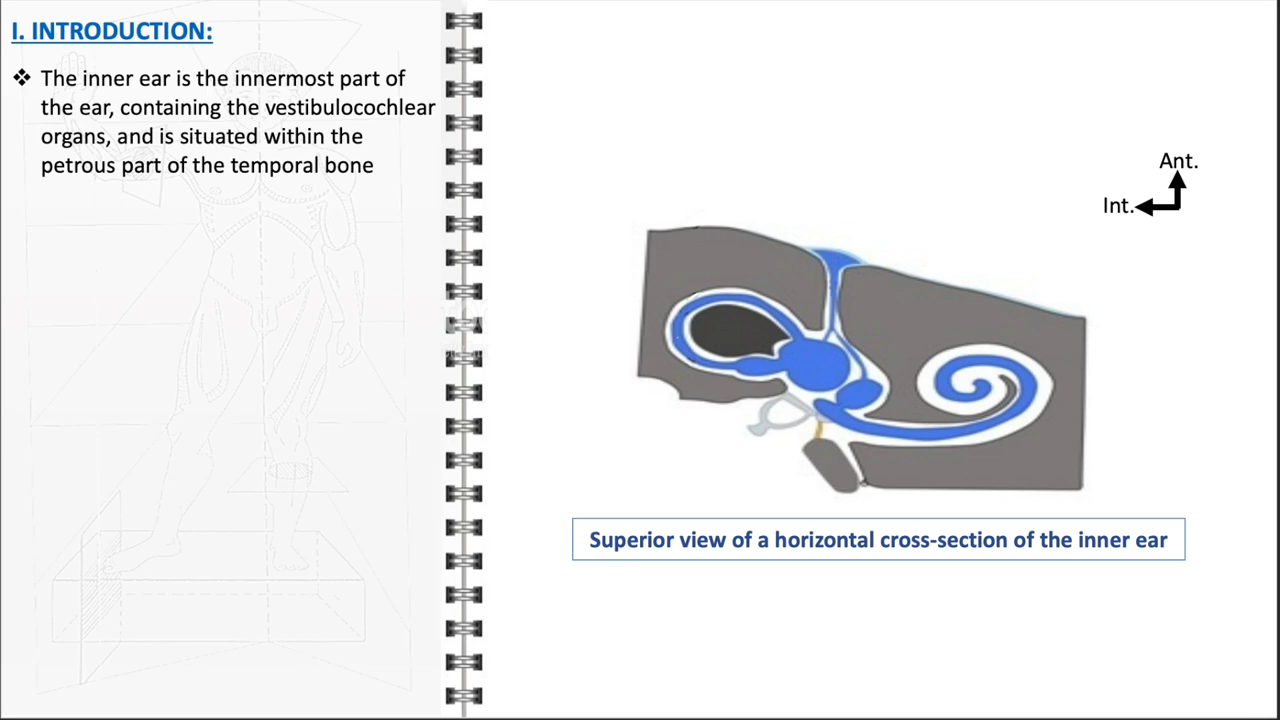 I. INTRODUCTION:
❖ The inner ear is the innermost part of
the ear, containing the vestibulocochlear
organs, and is situated within the
petrous part of the temporal bone
Ant.
Int.
Superior view of a horizontal cross-section of the inner ear